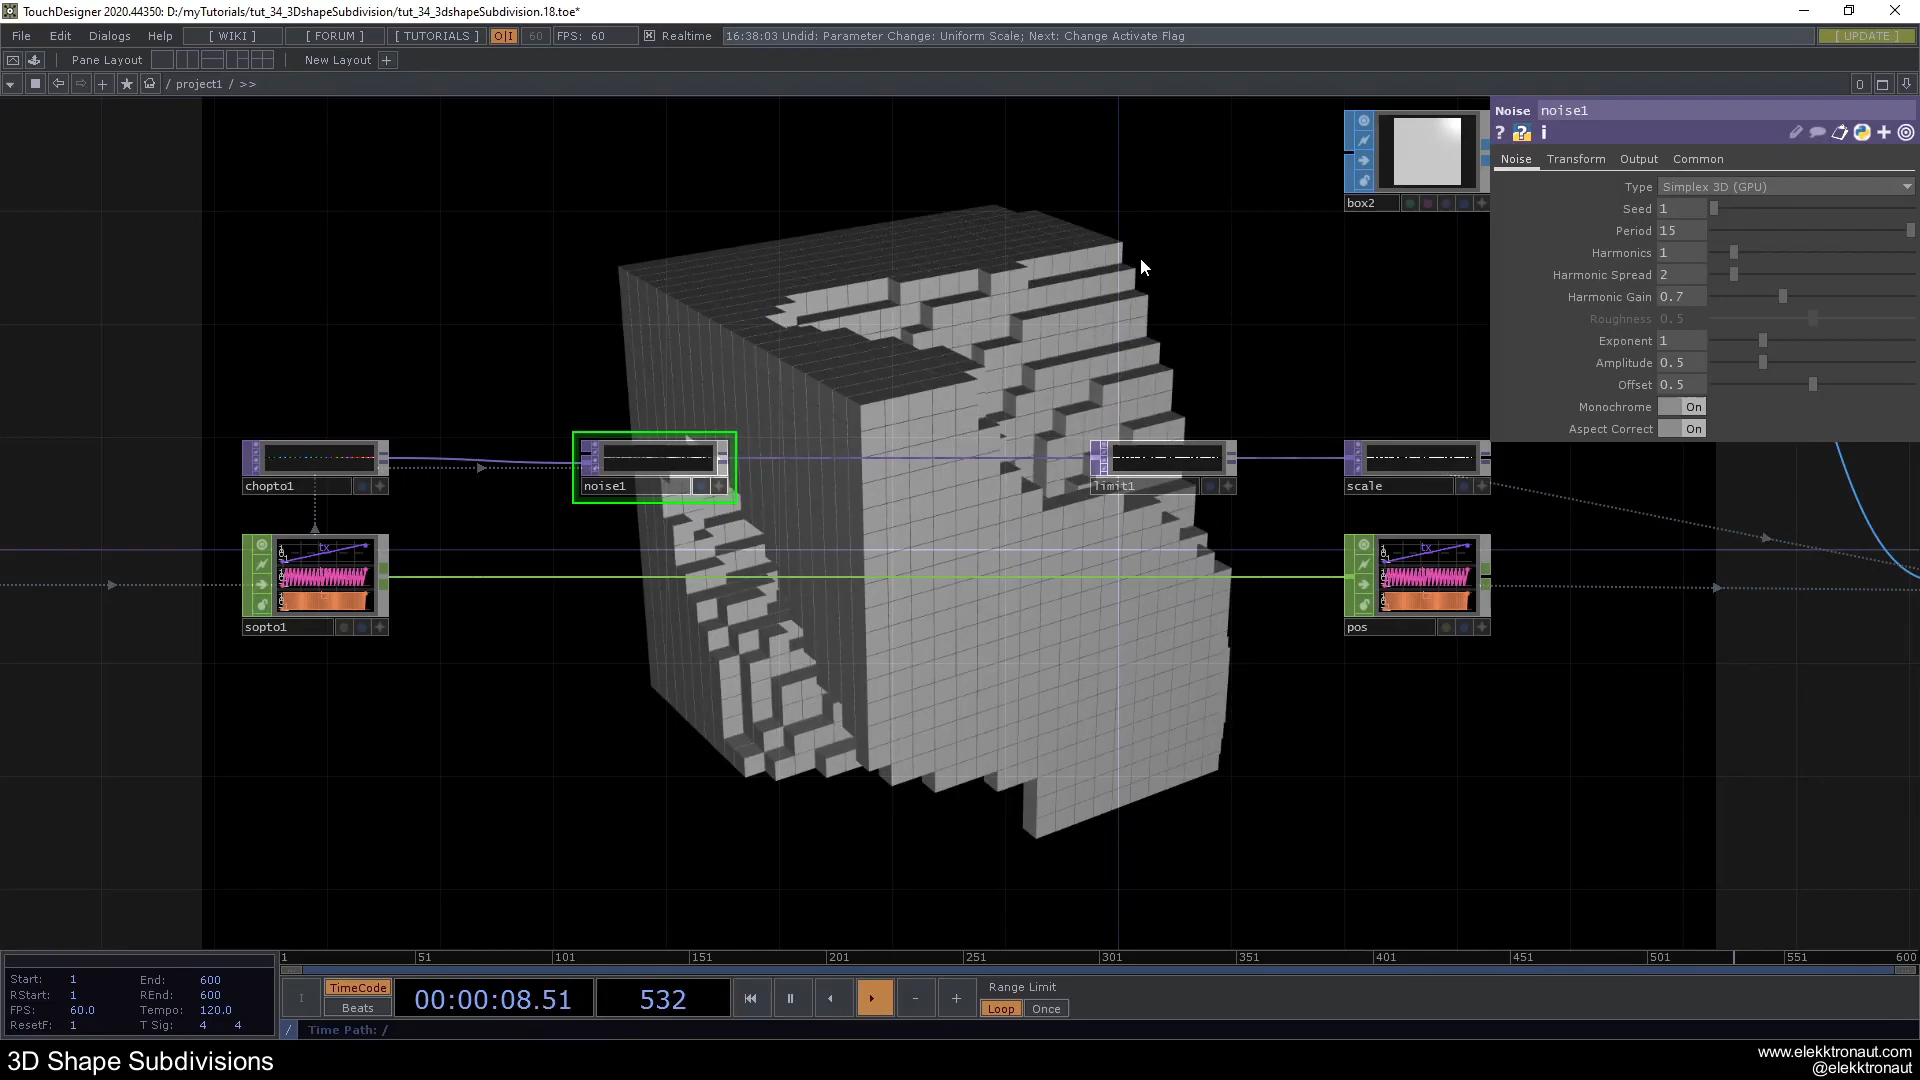 TouchDesigner 2020.44350: D:/myTutorials/tut_34_3DshapeSubdivision/tut_34_3dshapeSubdivision.18.toe*
File Edit Dialogs Help [ WIKI ] [ FORUM ] [ TUTORIALS ] O|I 60 FPS: 60 Realtime 16:38:03 Undid: Parameter Change: Uniform Scale; Next: Change Activate Flag [ UPDATE ]
Pane Layout New Layout +
/ project1 / >> 0
Noise noise1
? ? i
Noise Transform Output Common
Type Simplex 3D (GPU)
Seed 1
Period 15
Harmonics 1
Harmonic Spread 2
Harmonic Gain 0.7
Roughness 0.5
Exponent 1
Amplitude 0.5
Offset 0.5
Monochrome On
Aspect Correct On
box2
chopto1
noise1
limit1
scale
tx
sopto1
tx
pos
1 51 101 151 201 251 301 351 401 451 501 551 600
Start: 1 End: 600
RStart: 1 REnd: 600
FPS: 60.0 Tempo: 120.0
ResetF: 1 T Sig: 4 4
I TimeCode Beats 00:00:08.51 532 - + Range Limit
Loop Once
/ Time Path: /
3D Shape Subdivisions
www.elekktronaut.com
@elekktronaut